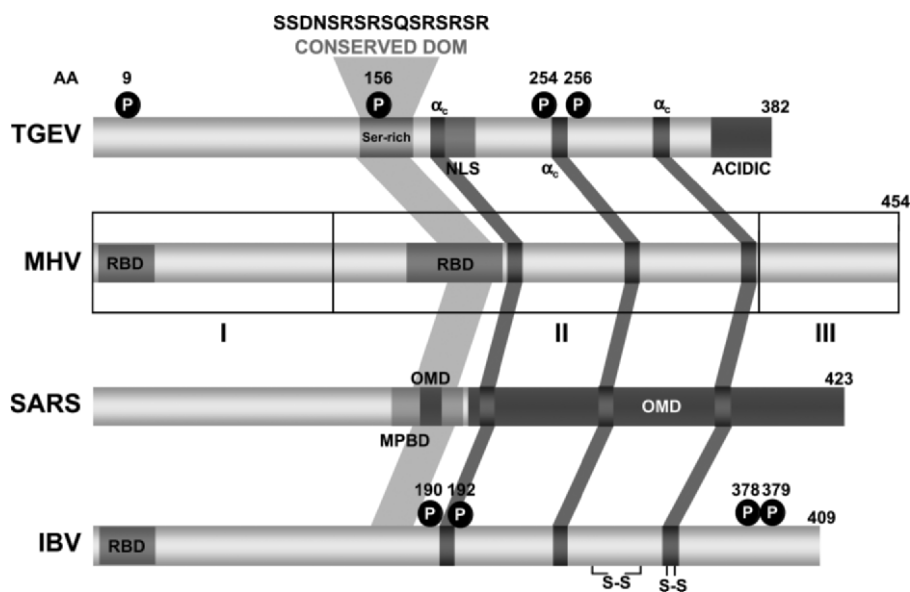 SSDNSRSRSQSRSRSR
CONSERVED DOM
AA 9 156 254 256
P P P P
αc αc 382
TGEV Ser-rich
NLS αc ACIDIC
454
MHV RBD RBD
I II III
OMD 423
SARS OMD
MPBD
190 192 378 379
P P P P 409
IBV RBD
S-S S-S